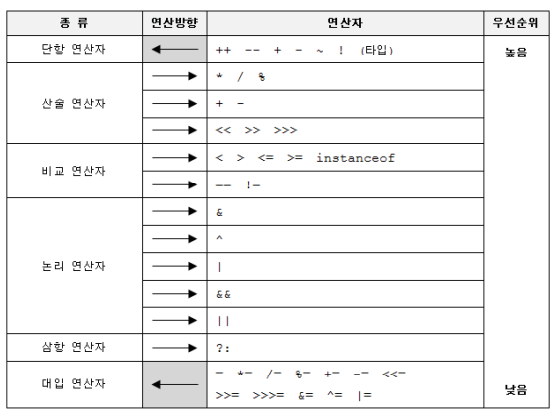 종 류 연산방향 연산자 우선순위
단항 연산자 ++ -- + - ~ ! (타입) 높음
산술 연산자 * / %
+ -
<< >> >>>
비교 연산자 < > <= >= instanceof
== !=
논리 연산자 &
^
|
&&
||
삼항 연산자 ?:
대입 연산자 = *= /= %= += -= <<=
>>= >>>= &= ^= |= 낮음